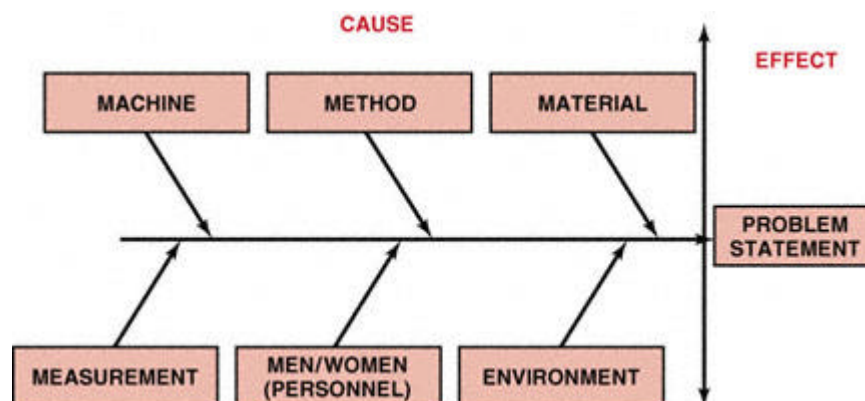 CAUSE
EFFECT
MACHINE
METHOD
MATERIAL
PROBLEM
STATEMENT
MEASUREMENT
MEN/WOMEN
(PERSONNEL)
ENVIRONMENT